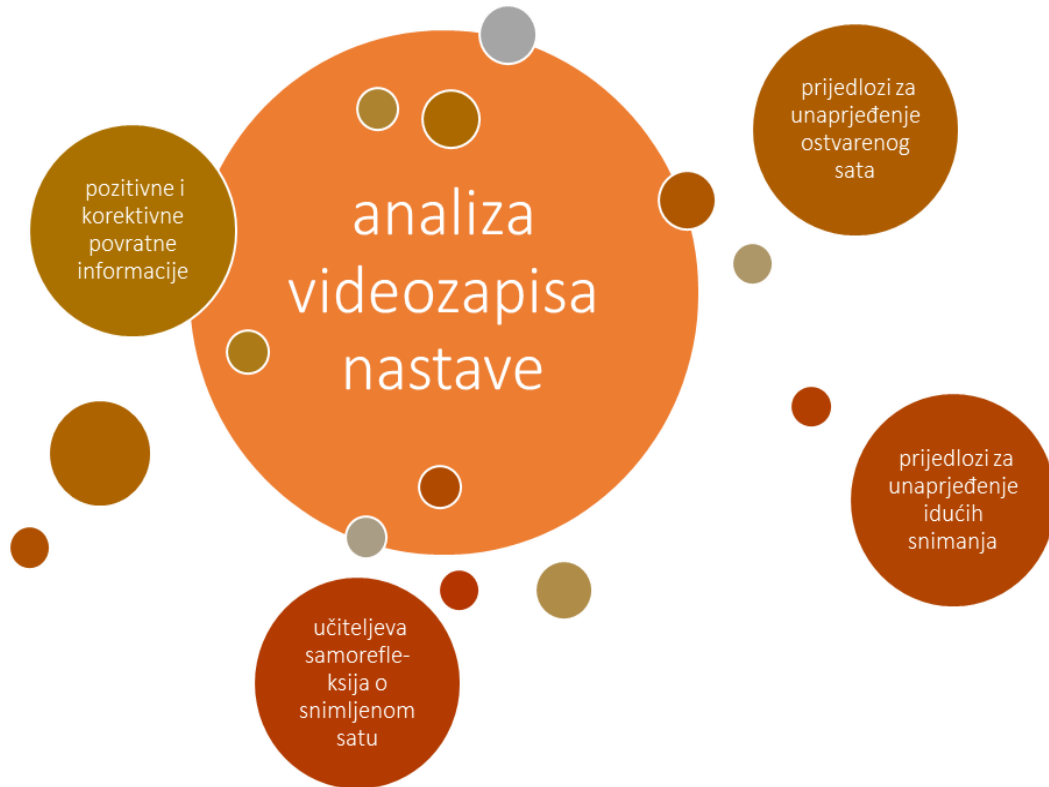 analiza
videozapisa
nastave
pozitivne i
korektivne
povratne
informacije
prijedlozi za
unaprjeđenje
ostvarenog
sata
prijedlozi za
unaprjeđenje
idućih
snimanja
učiteljeva
samorefle-
ksija o
snimljenom
satu